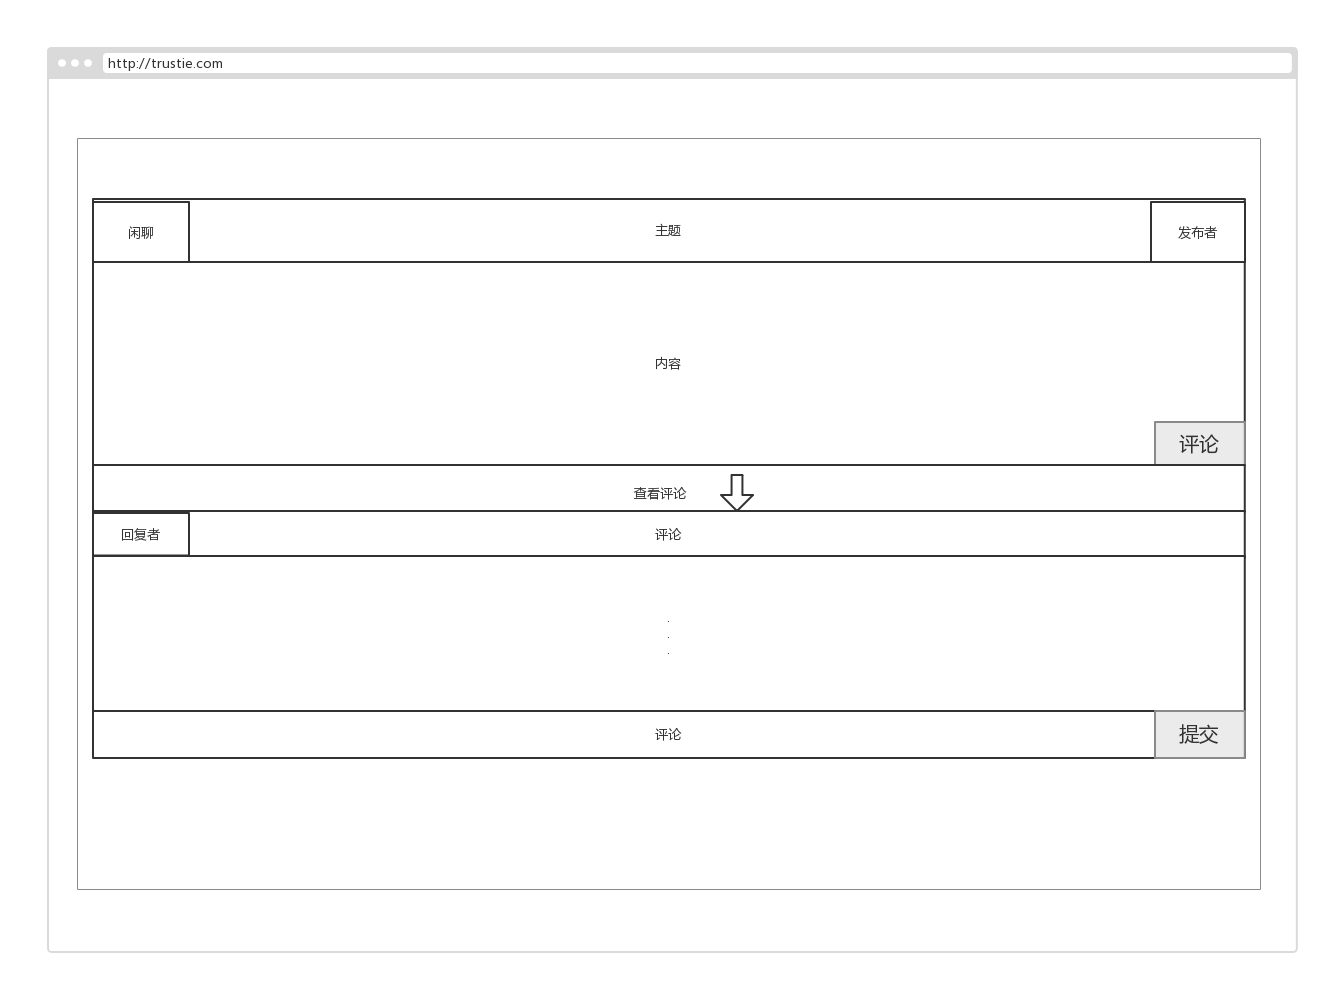 http://trustie.com
闲聊
主题
发布者
内容
评论
查看评论
回复者
评论
.
.
.
评论
提交